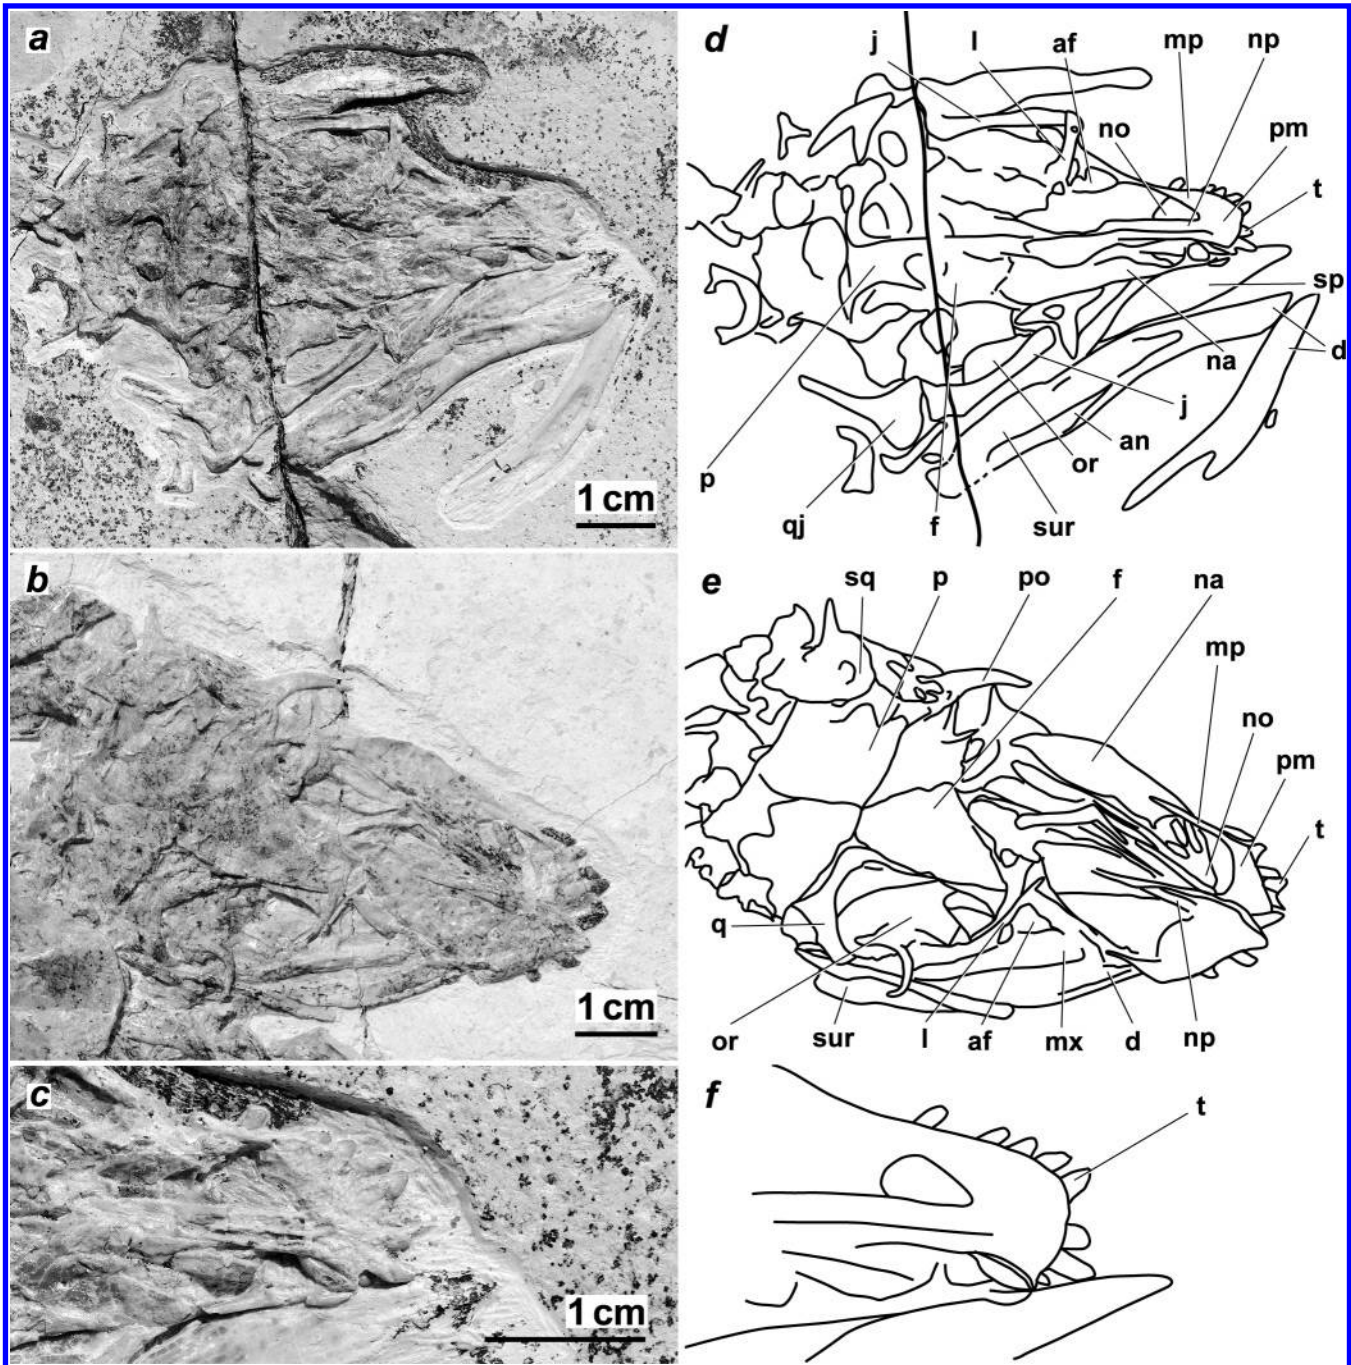 a
1 cm
d
j l af mp np
no pm
t
sp
na d
j
an
or
p
qj f sur
b
1 cm
e
sq p po f na
mp
no
pm
t
q
or sur l af mx d np
c
1 cm
f
t